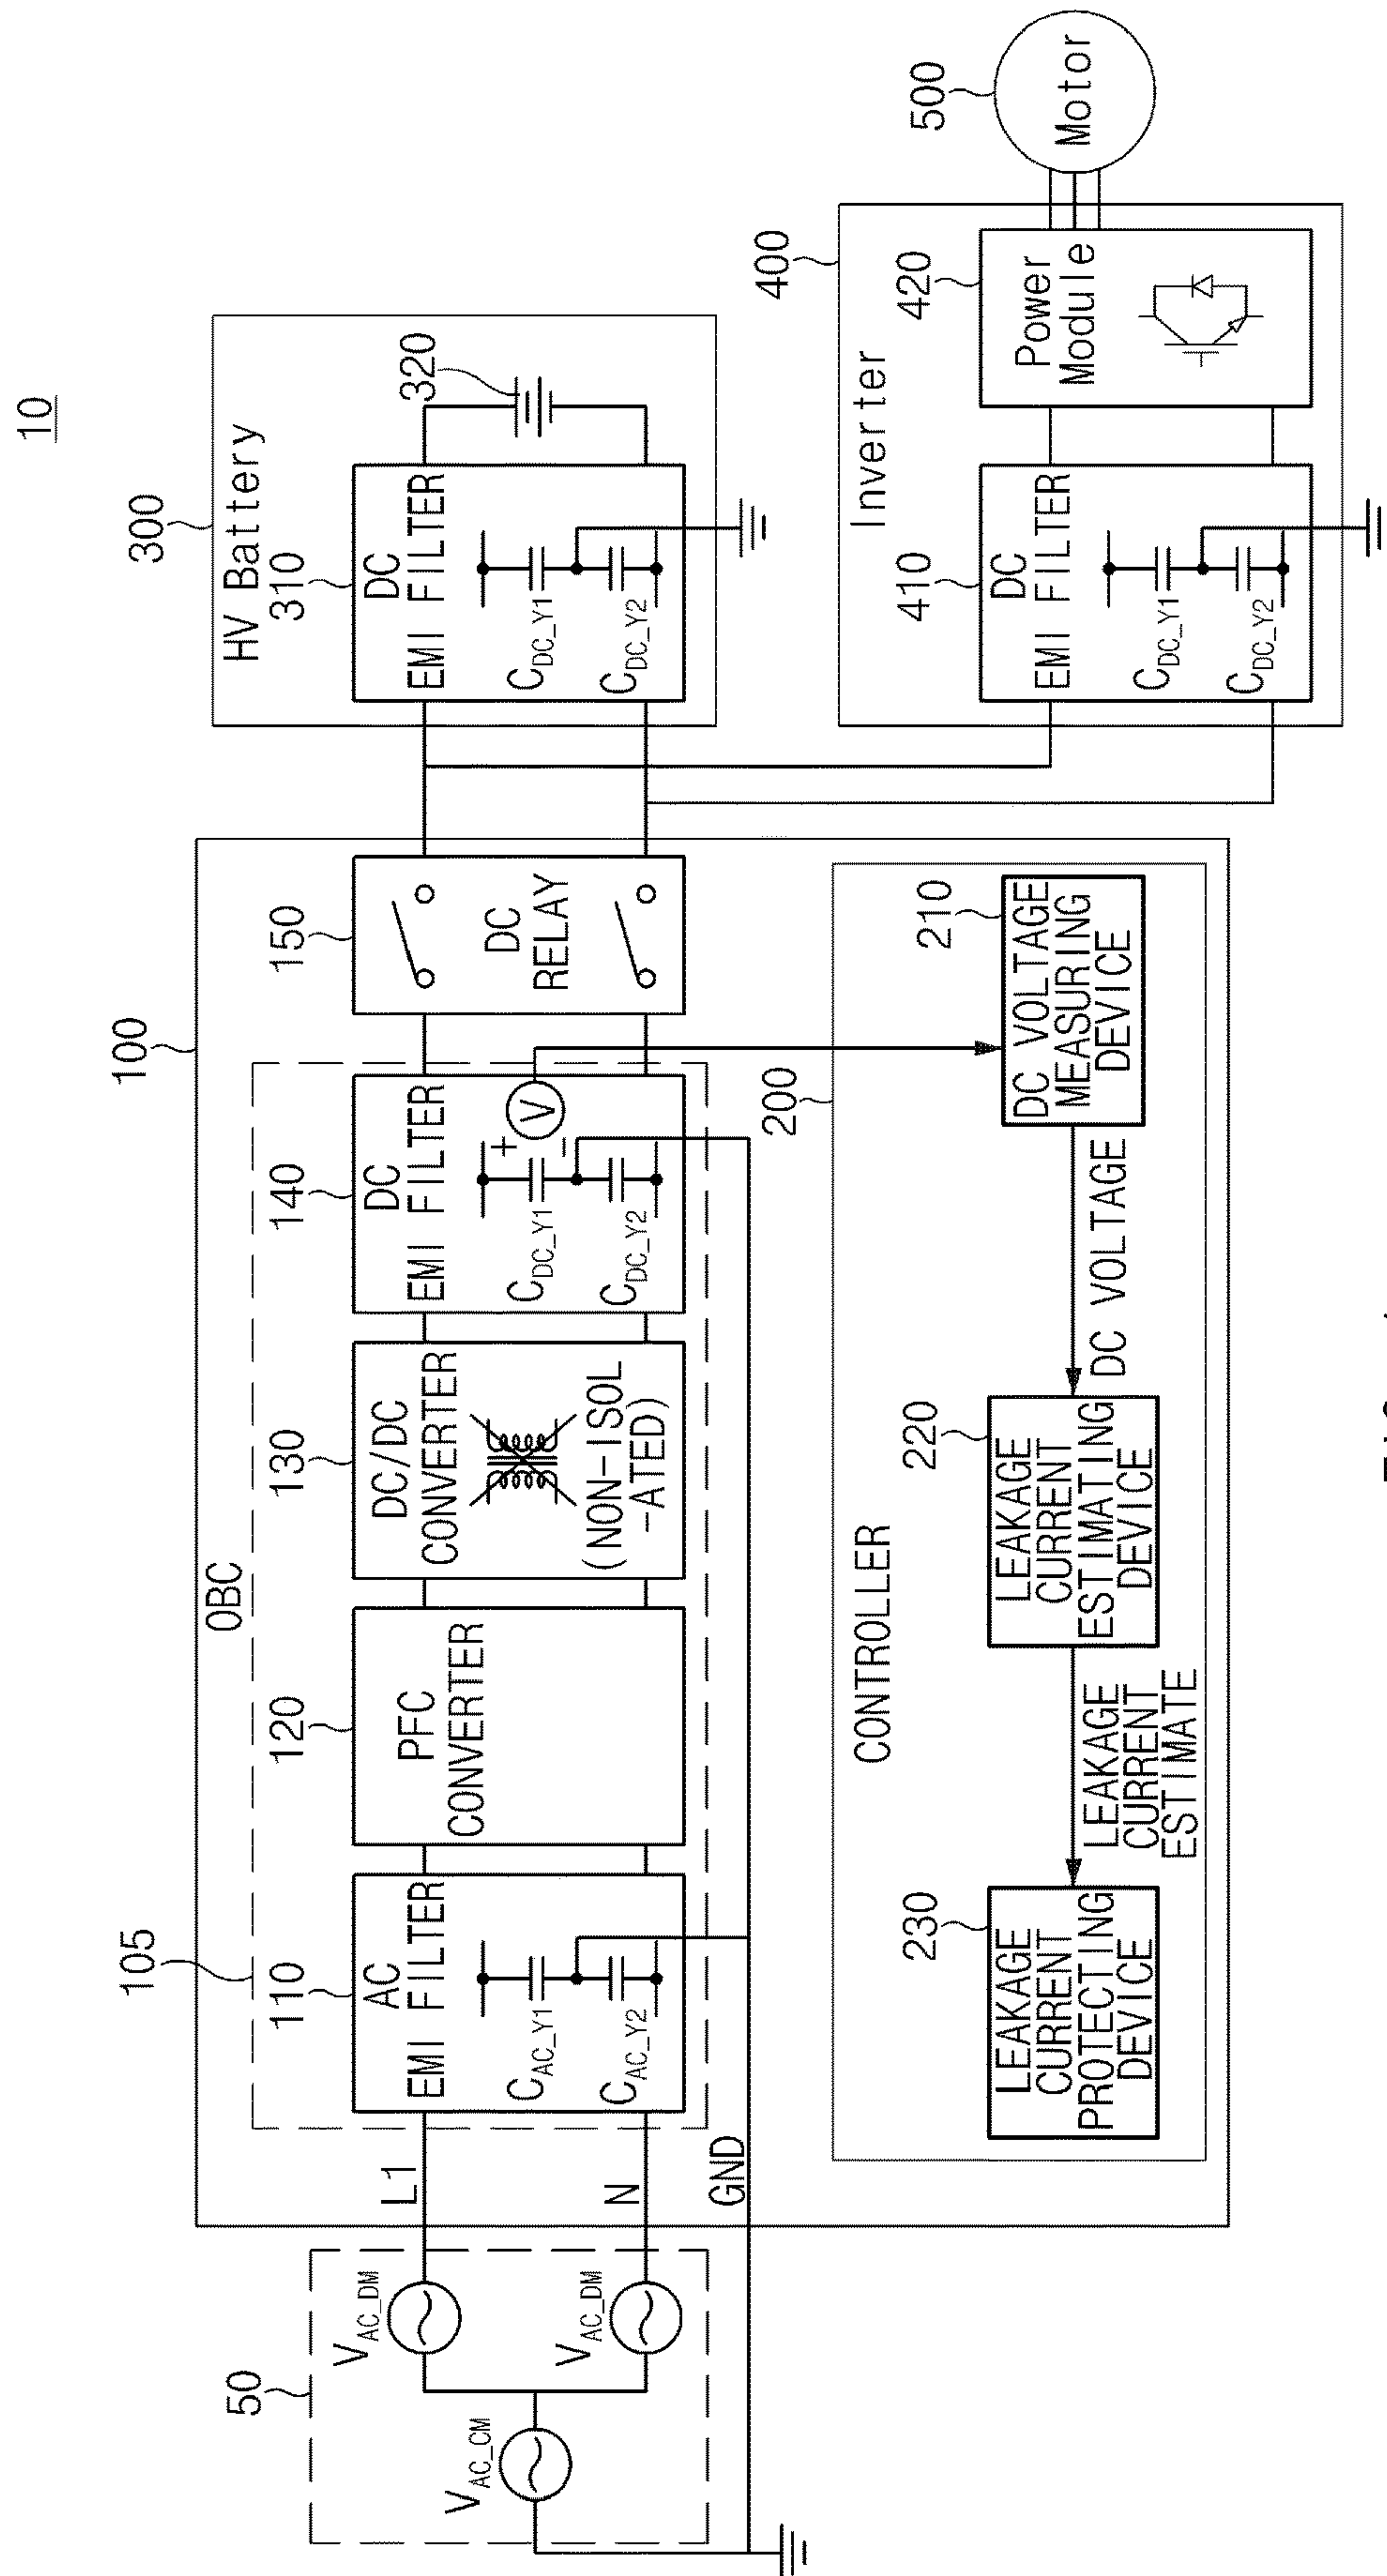 10
100
105
OBC
110
AC
EMI FILTER
C_AC_Y1
C_AC_Y2
120
PFC
CONVERTER
130
DC/DC
CONVERTER
(NON-ISOL
-ATED)
140
DC
EMI FILTER
+
V
-
C_DC_Y1
C_DC_Y2
150
DC
RELAY
300
HV Battery
310
DC
EMI FILTER
C_DC_Y1
C_DC_Y2
320
50
V_AC_DM
V_AC_DM
V_AC_CM
L1
N
GND
200
CONTROLLER
230
LEAKAGE
CURRENT
PROTECTING
DEVICE
LEAKAGE
CURRENT
ESTIMATE
220
LEAKAGE
CURRENT
ESTIMATING
DEVICE
DC VOLTAGE
210
DC VOLTAGE
MEASURING
DEVICE
400
Inverter
410
DC
EMI FILTER
C_DC_Y1
C_DC_Y2
420
Power
Module
500
Motor